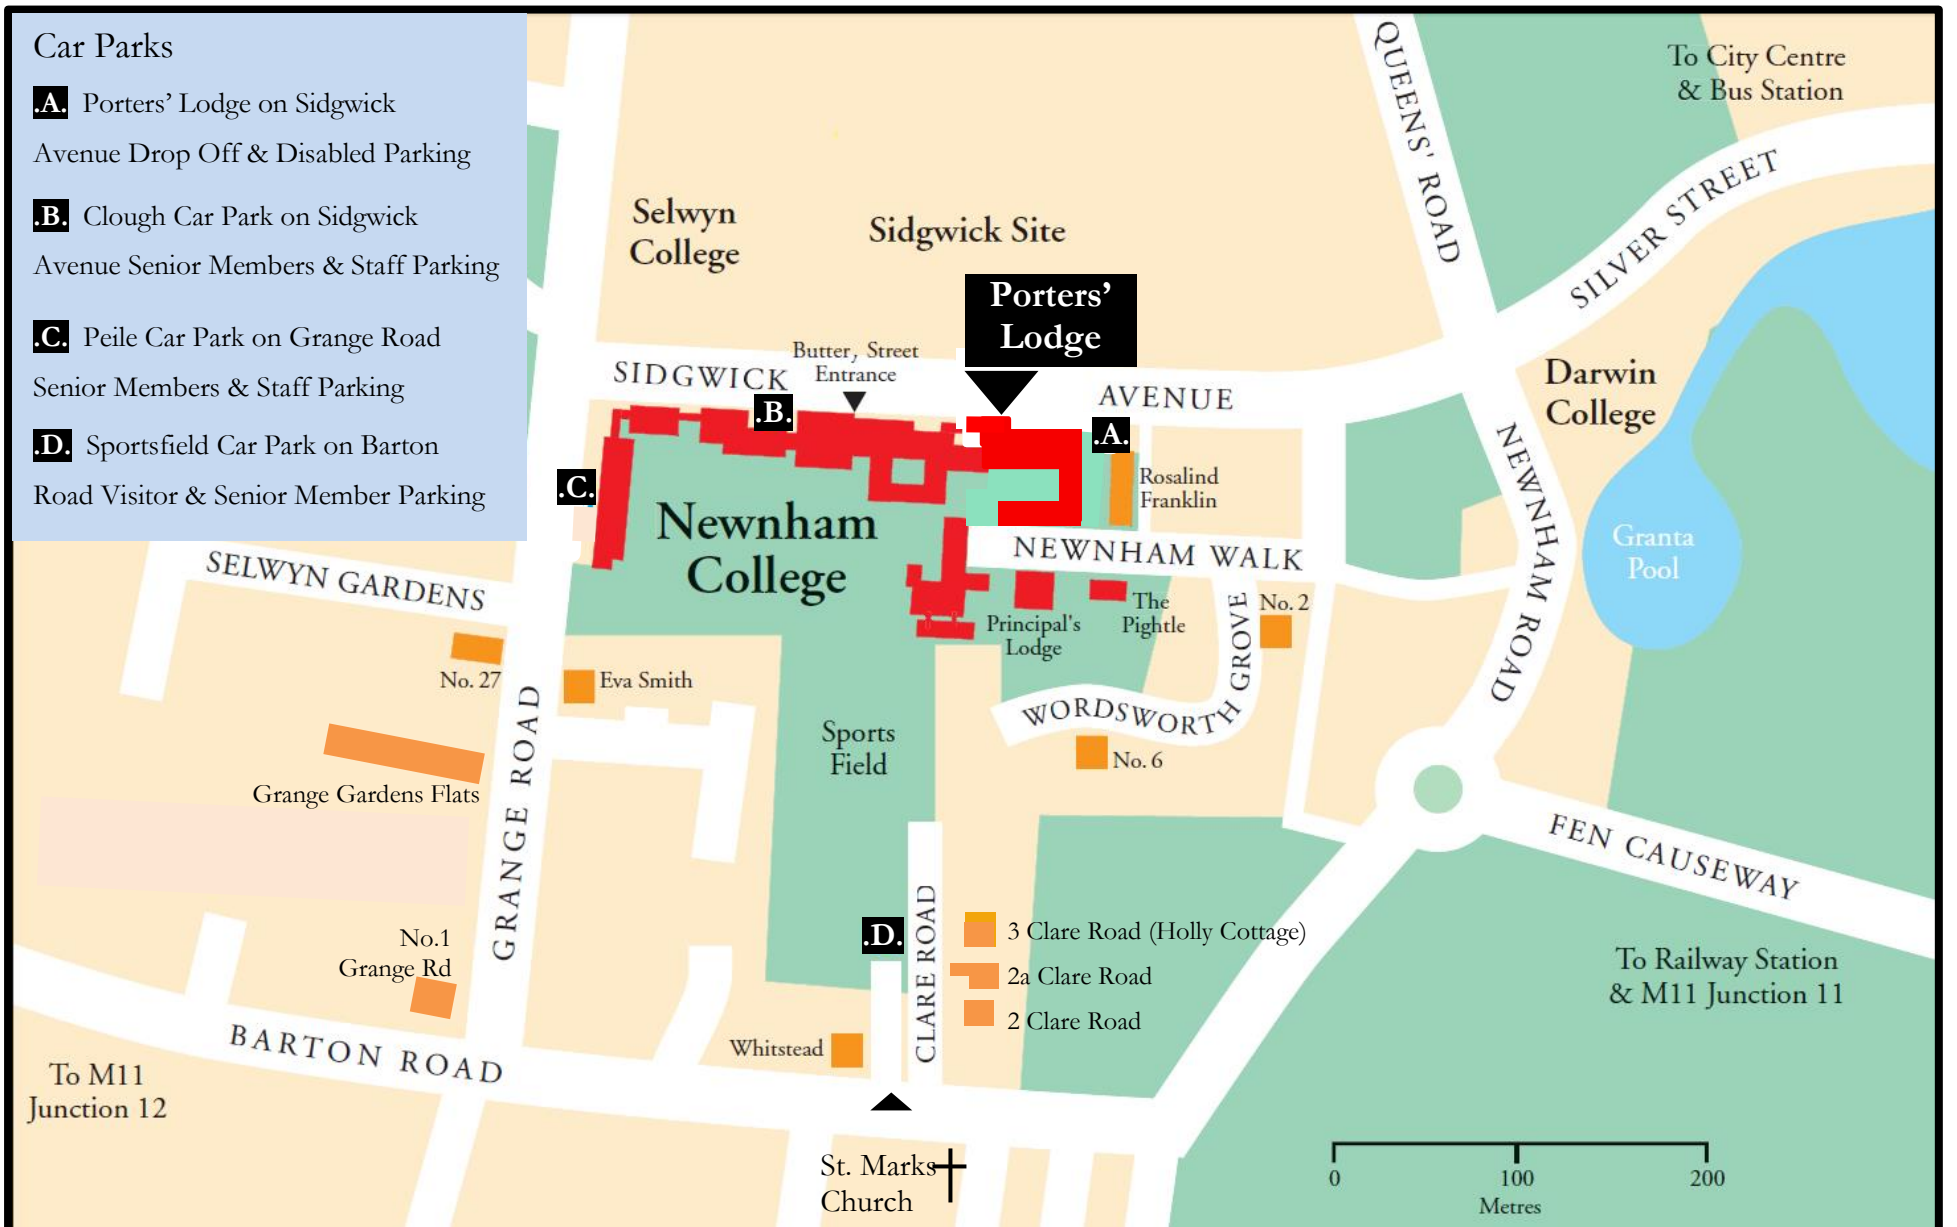 Car Parks
.A. Porters’ Lodge on Sidgwick
Avenue Drop Off & Disabled Parking
.B. Clough Car Park on Sidgwick
Avenue Senior Members & Staff Parking
.C. Peile Car Park on Grange Road
Senior Members & Staff Parking
.D. Sportsfield Car Park on Barton
Road Visitor & Senior Member Parking
QUEENS' ROAD
To City Centre
& Bus Station
SILVER STREET
Selwyn
College
Sidgwick Site
Porters’
Lodge
Butter, Street
Entrance
SIDGWICK
AVENUE
.B.
.A.
.C.
Darwin
College
NEWNHAM ROAD
Rosalind
Franklin
Newnham
College
NEWNHAM WALK
Granta
Pool
SELWYN GARDENS
The
Pightle
Principal's
Lodge
No. 2
WORDSWORTH GROVE
No. 27
Eva Smith
GRANGE ROAD
Sports
Field
No. 6
Grange Gardens Flats
FEN CAUSEWAY
.D.
CLARE ROAD
3 Clare Road (Holly Cottage)
2a Clare Road
2 Clare Road
No.1
Grange Rd
To Railway Station
& M11 Junction 11
BARTON ROAD
Whitstead
To M11
Junction 12
St. Marks
Church
0 100 200
Metres